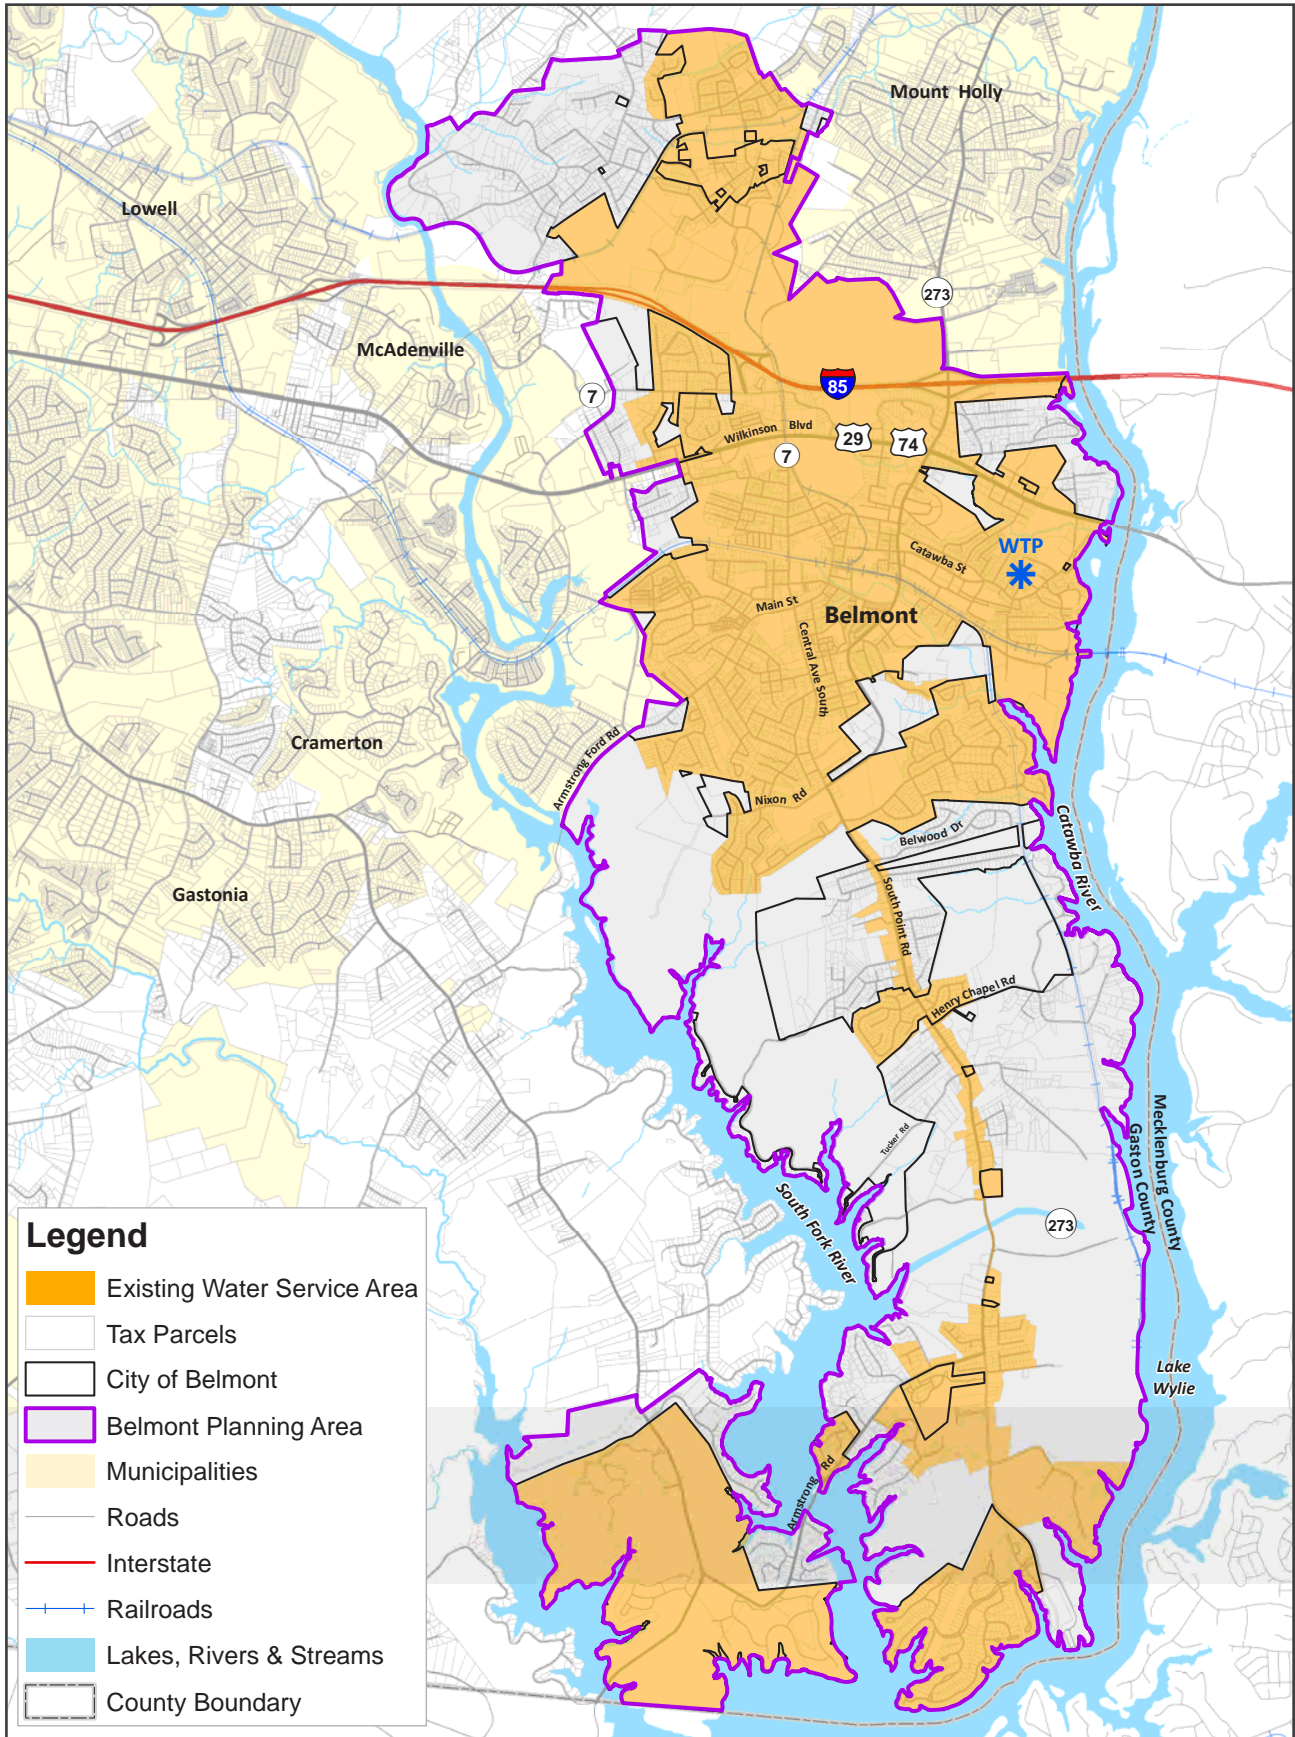 Mount Holly
Lowell
273
McAdenville
85
7
Wilkinson Blvd
29
74
7
WTP
Catawba St
Main St
Belmont
Central Ave South
Armstrong Ford Rd
Cramerton
Nixon Rd
Belwood Dr
Catawba River
Gastonia
South Point Rd
Henry Chapel Rd
Mecklenburg County
Gaston County
Tucker Rd
South Fork River
273
Lake
Wylie
Armstrong Rd
Legend
Existing Water Service Area
Tax Parcels
City of Belmont
Belmont Planning Area
Municipalities
Roads
Interstate
Railroads
Lakes, Rivers & Streams
County Boundary